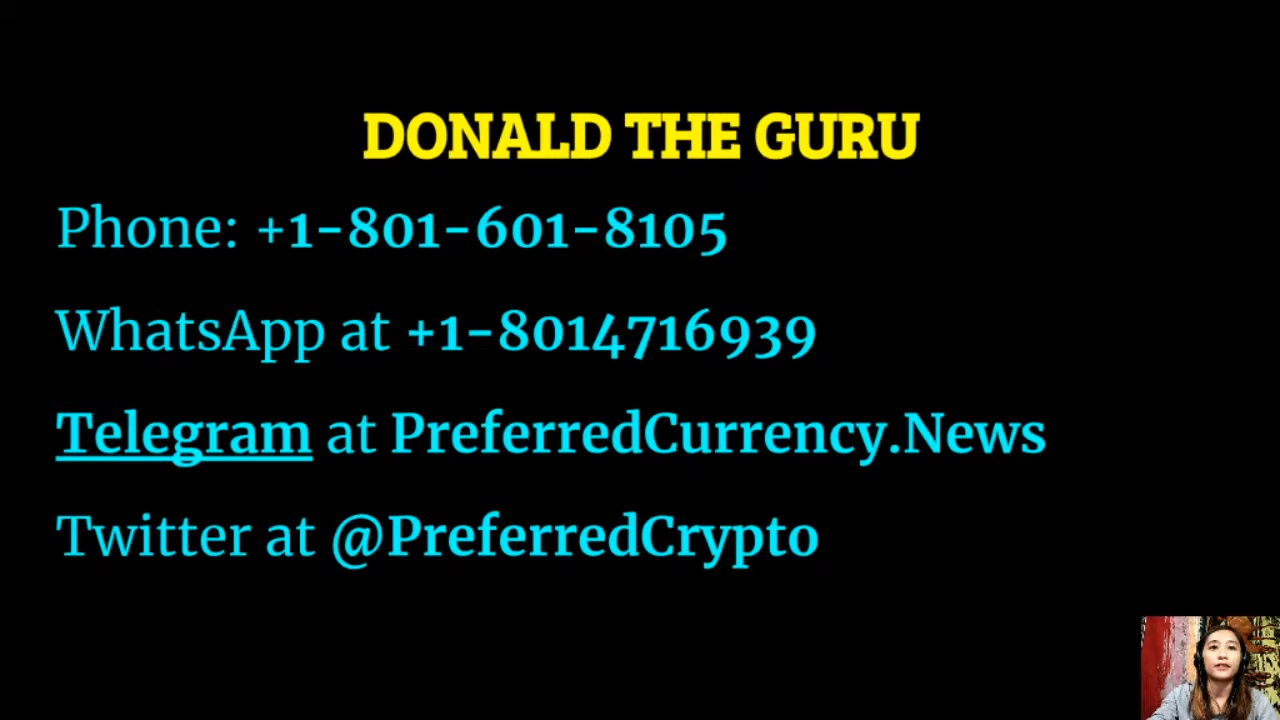 DONALD THE GURU
Phone: +1-801-601-8105
WhatsApp at +1-8014716939
Telegram at PreferredCurrency.News
Twitter at @PreferredCrypto